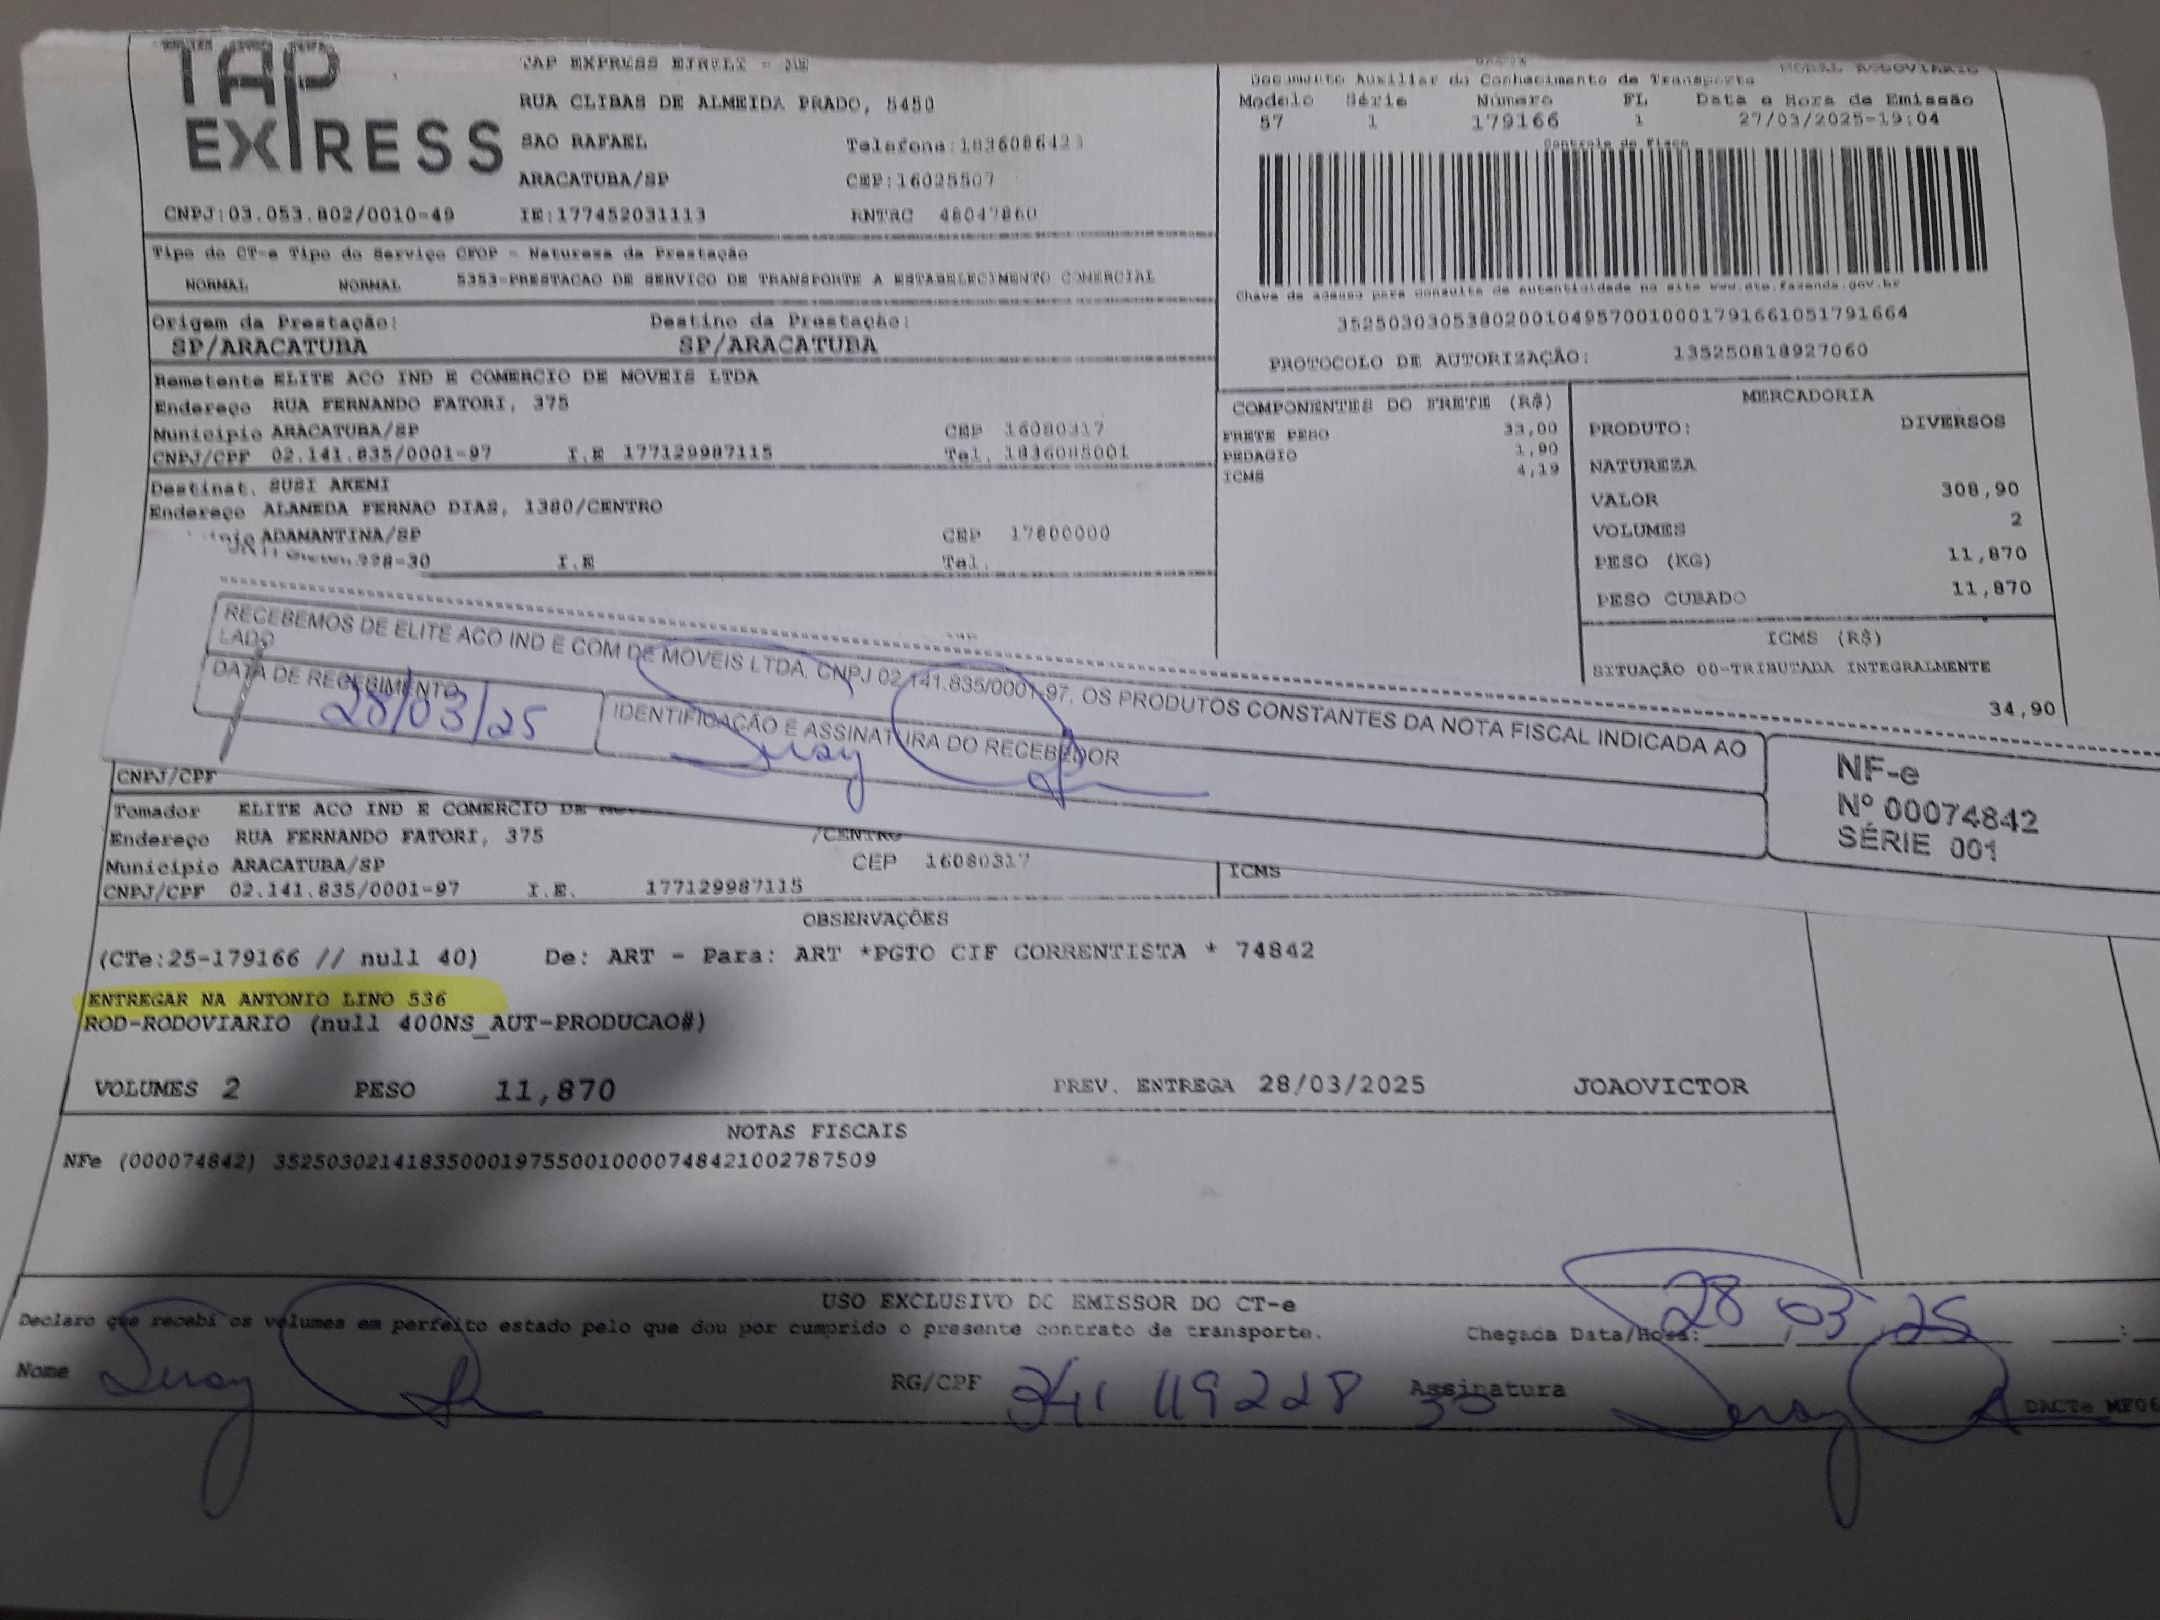 TAP
EXPRESS
TAP EXPRESS EIRELI - ME
RUA CLIBAS DE ALMEIDA PRADO, 5450
SAO RAFAEL Telefone:1836086423
ARACATUBA/SP CEP:16025507
CNPJ:03.053.802/0010-49 IE:177452031113 RNTRC 48047860
MODAL RODOVIARIO
Documento Auxiliar do Conhecimento de Transporte
Modelo Série Número FL Data e Hora de Emissão
57 1 179166 1 27/03/2025-19:04
Controle do Fisco
Chave de acesso para consulta de autenticidade no site www.cte.fazenda.gov.br
35250303053802001049570010001791661051791664
PROTOCOLO DE AUTORIZAÇÃO: 135250818927060
Tipo do CT-e Tipo do Serviço CFOP - Natureza da Prestação
NORMAL NORMAL 5353-PRESTACAO DE SERVICO DE TRANSPORTE A ESTABELECIMENTO COMERCIAL
Origem da Prestação: Destino da Prestação:
SP/ARACATUBA SP/ARACATUBA
Remetente ELITE ACO IND E COMERCIO DE MOVEIS LTDA
Endereço RUA FERNANDO FATORI, 375
Município ARACATUBA/SP CEP 16080317
CNPJ/CPF 02.141.835/0001-97 I.E 177129987115 Tel. 1836085001
Destinat. SUSI AKEMI
Endereço ALAMEDA FERNAO DIAS, 1380/CENTRO
ADAMANTINA/SP CEP 17800000
998-30 I.E Tel.
COMPONENTES DO FRETE (R$)
FRETE PESO 33,00
PEDAGIO 1,90
ICMS 4,19
MERCADORIA
PRODUTO: DIVERSOS
NATUREZA
VALOR 308,90
VOLUMES 2
PESO (KG) 11,870
PESO CUBADO 11,870
ICMS (R$)
SITUAÇÃO 00-TRIBUTADA INTEGRALMENTE
34,90
RECEBEMOS DE ELITE ACO IND E COM DE MOVEIS LTDA, CNPJ 02.141.835/0001-97, OS PRODUTOS CONSTANTES DA NOTA FISCAL INDICADA AO
LADO
DATA DE RECEBIMENTO
28/03/25
IDENTIFICAÇÃO E ASSINATURA DO RECEBEDOR
NF-e
Nº 00074842
SÉRIE 001
CNPJ/CPF
Tomador ELITE ACO IND E COMERCIO DE
Endereço RUA FERNANDO FATORI, 375 /CENTRO
Município ARACATUBA/SP CEP 16080317
CNPJ/CPF 02.141.835/0001-97 I.E. 177129987115
ICMS
OBSERVAÇÕES
(CTe:25-179166 // null 40) De: ART - Para: ART *PGTO CIF CORRENTISTA * 74842
ENTREGAR NA ANTONIO LINO 536
ROD-RODOVIARIO (null 400NS_AUT-PRODUCAO#)
VOLUMES 2 PESO 11,870 PREV. ENTREGA 28/03/2025 JOAOVICTOR
NOTAS FISCAIS
NFe (000074842) 35250302141835000197550010000748421002787509
USO EXCLUSIVO DO EMISSOR DO CT-e
Declaro que recebi os volumes em perfeito estado pelo que dou por cumprido o presente contrato de transporte.
Chegada Data/Hora: 28/03/25 :
Nome RG/CPF 341 119228 30 Assinatura
DACTe_MF06